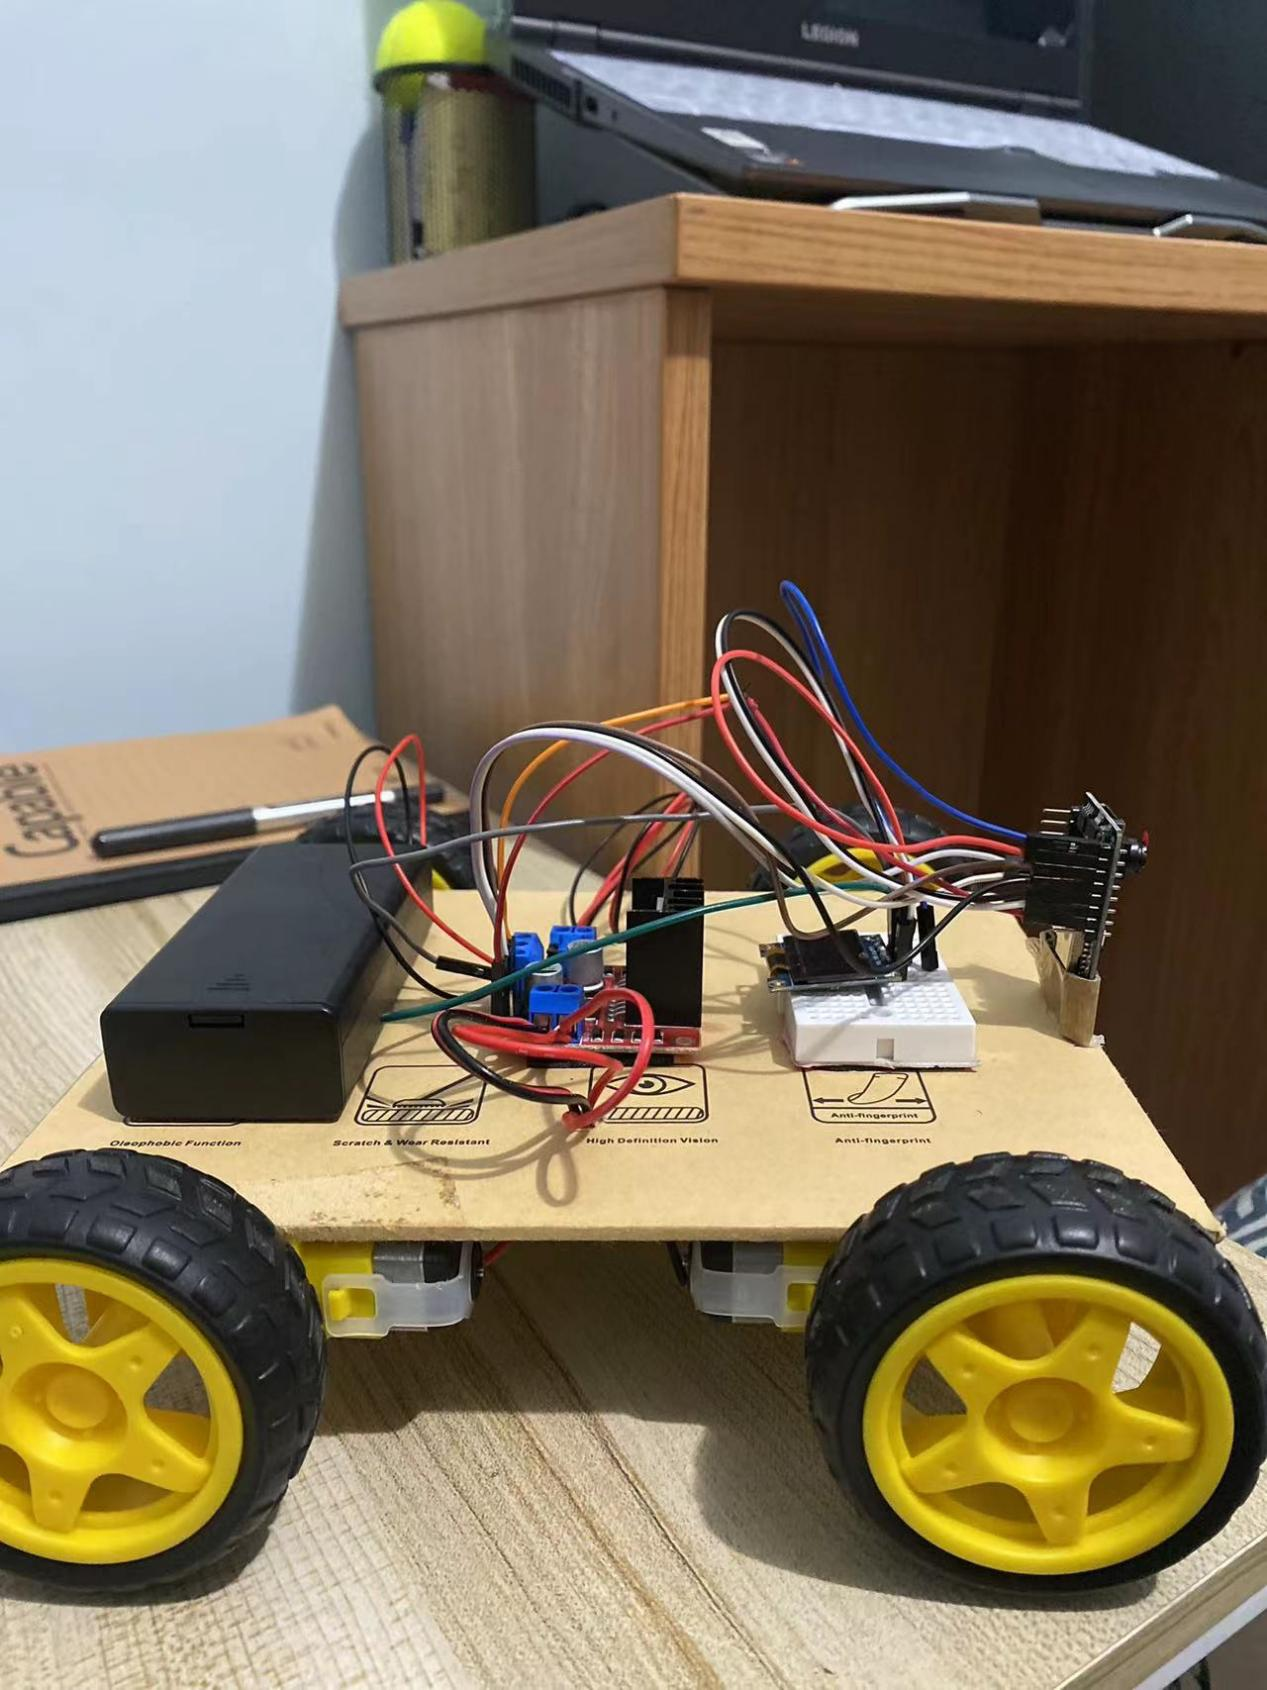 LEGION
Capable
Anti-fingerprint
Oleophobic Function
Scratch & Wear Resistant
High Definition Vision
Anti-fingerprint